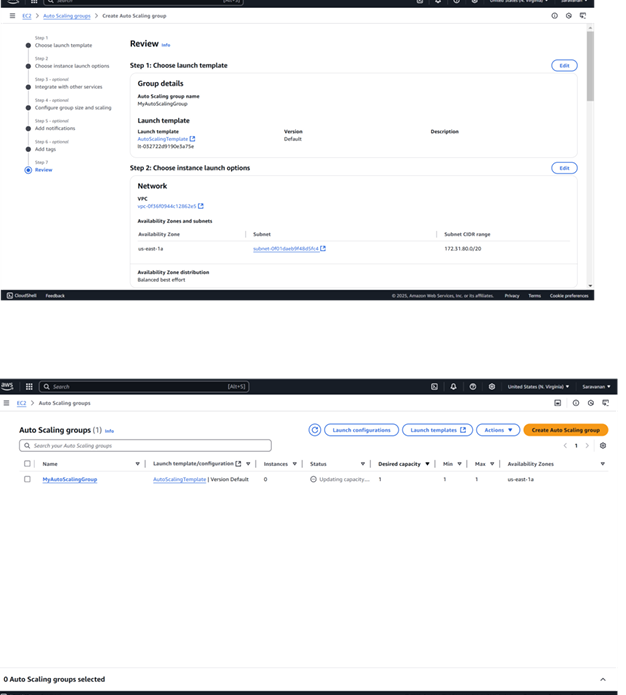 Search [Alt+S] United States (N. Virginia) Saravanan
EC2 > Auto Scaling groups > Create Auto Scaling group
Step 1
Choose launch template
Step 2
Choose instance launch options
Step 3 - optional
Integrate with other services
Step 4 - optional
Configure group size and scaling
Step 5 - optional
Add notifications
Step 6 - optional
Add tags
Step 7
Review
Review Info
Step 1: Choose launch template Edit
Group details
Auto Scaling group name
MyAutoScalingGroup
Launch template
Launch template Version Description
AutoScalingTemplate Default
lt-052722d9190e3a75e
Step 2: Choose instance launch options Edit
Network
VPC
vpc-0f36f0944c12862e5
Availability Zones and subnets
Availability Zone Subnet Subnet CIDR range
us-east-1a subnet-0f01daeb9f48d5fc4 172.31.80.0/20
Availability Zone distribution
Balanced best effort
CloudShell Feedback © 2025, Amazon Web Services, Inc. or its affiliates. Privacy Terms Cookie preferences
aws Search [Alt+S] United States (N. Virginia) Saravanan
EC2 > Auto Scaling groups
Auto Scaling groups (1) Info Launch configurations Launch templates Actions Create Auto Scaling group
Search your Auto Scaling groups 1
Name Launch template/configuration Instances Status Desired capacity Min Max Availability Zones
MyAutoScalingGroup AutoScalingTemplate | Version Default 0 Updating capacity... 1 1 1 us-east-1a
0 Auto Scaling groups selected